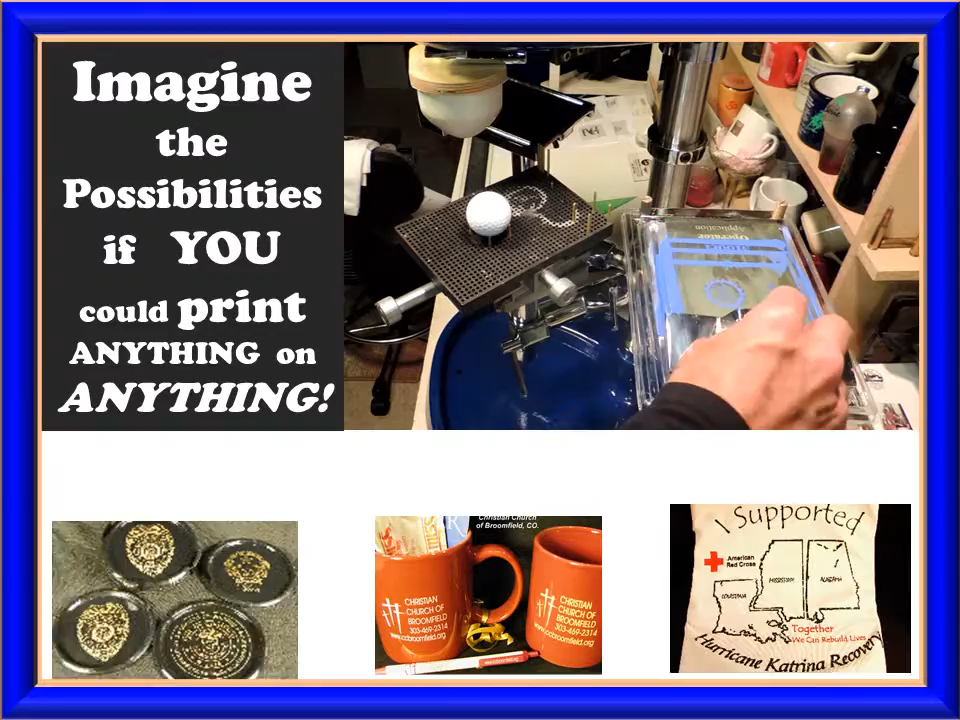 Imagine
the
Possibilities
if YOU
could print
ANYTHING on
ANYTHING!
Operator
Application
Christian Church
of Broomfield, CO.
CHRISTIAN
CHURCH OF
BROOMFIELD
303-469-2314
www.ccbroomfield.org
CHRISTIAN
CHURCH OF
BROOMFIELD
303-469-2314
www.ccbroomfield.org
I Supported
American
Red Cross
LOUISIANA
MISSISSIPPI
ALABAMA
Together
We Can Rebuild Lives
Hurricane Katrina Recovery